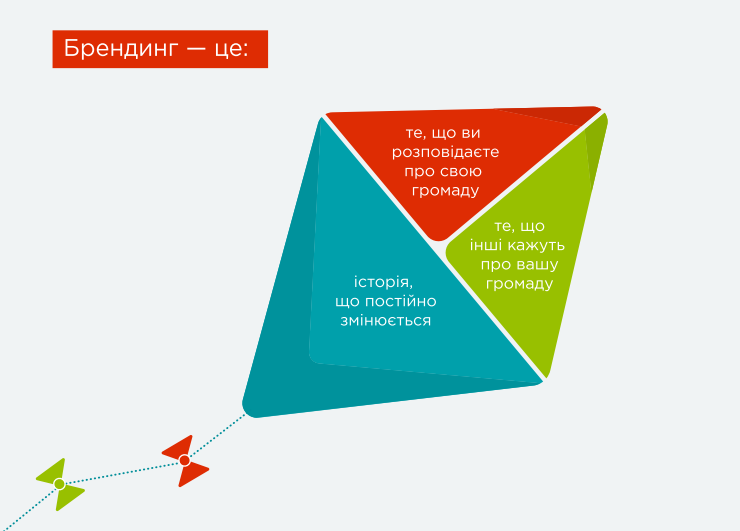 Брендинг — це:
те, що ви
розповідаєте
про свою
громаду
те, що
інші кажуть
про вашу
громаду
історія,
що постійно
змінюється